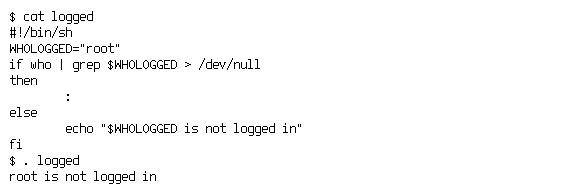 $ cat logged
#!/bin/sh
WHOLOGGED="root"
if who | grep $WHOLOGGED > /dev/null
then
        :
else
        echo "$WHOLOGGED is not logged in"
fi
$ . logged
root is not logged in